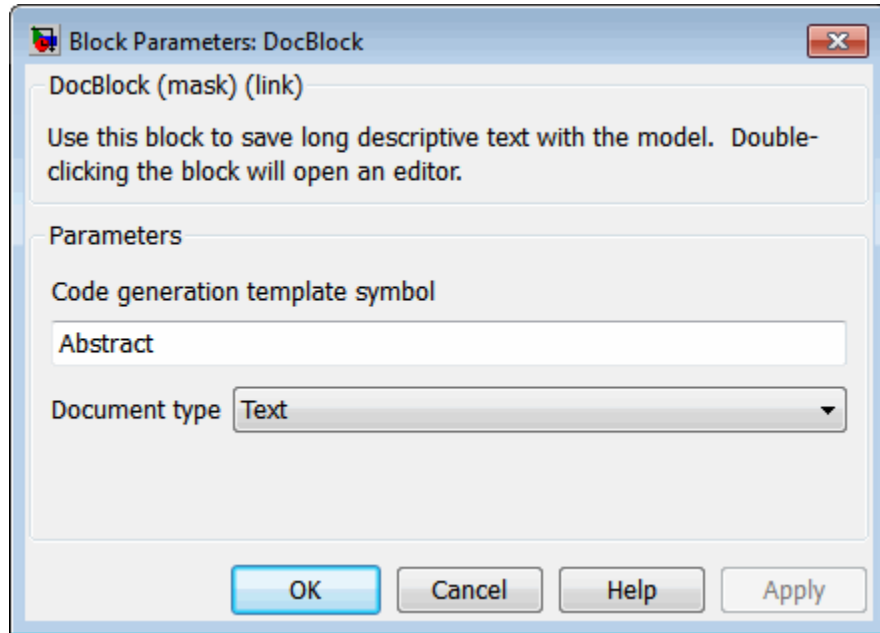 Block Parameters: DocBlock
DocBlock (mask) (link)
Use this block to save long descriptive text with the model.  Double-
clicking the block will open an editor.
Parameters
Code generation template symbol
Abstract
Document type Text
OK Cancel Help Apply